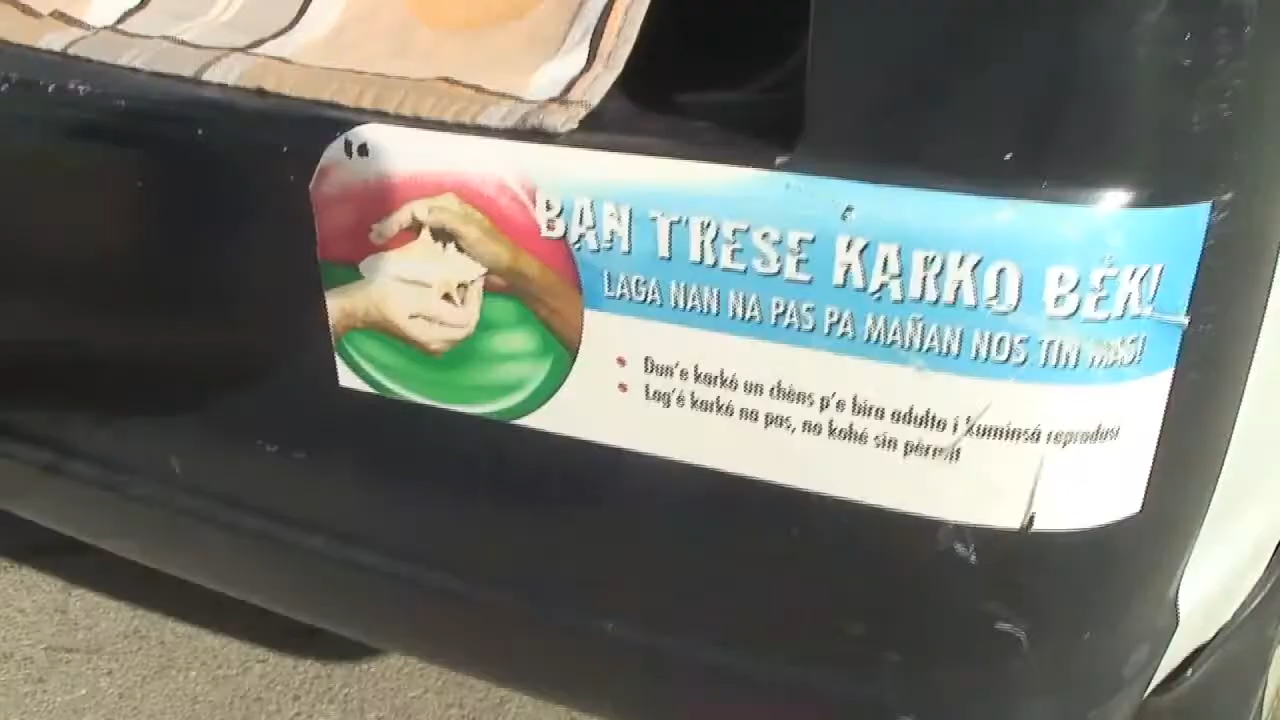 BAN TRESE KARKO BÈK!
LAGA NAN NA PAS PA MAÑAN NOS TIN MAS!
Dun'e karkó un chèns p'e bira adulto i kuminsá reprodusí
Lag'é karkó na pas, no kohé sin pèrmit